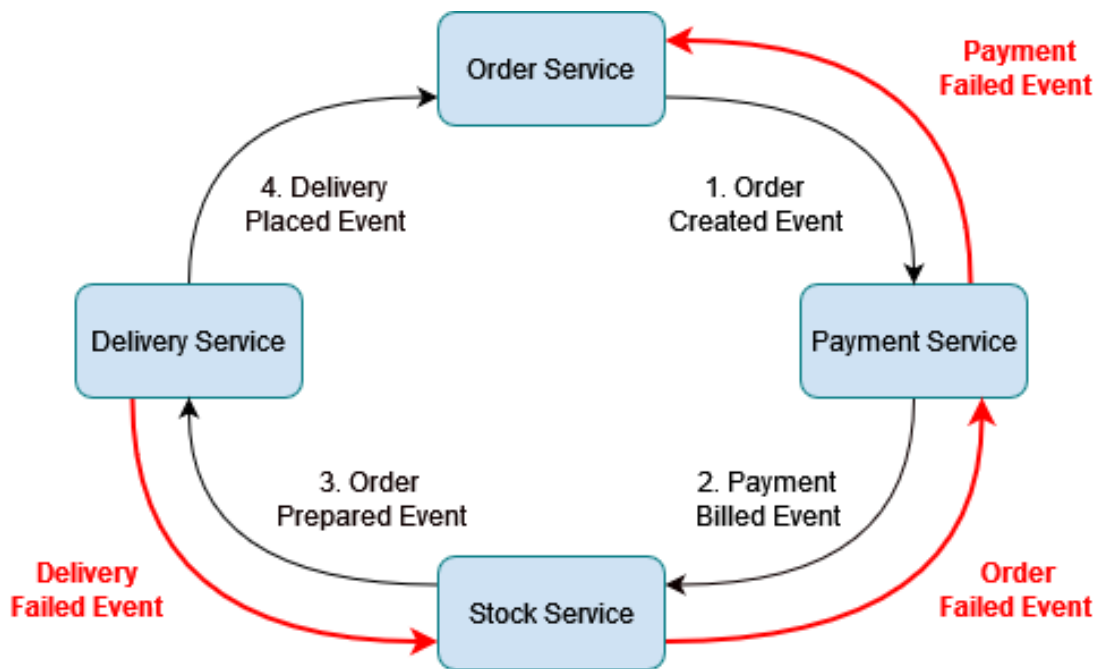 Order Service
Payment
Failed Event
4. Delivery
Placed Event
1. Order
Created Event
Delivery Service
Payment Service
3. Order
Prepared Event
2. Payment
Billed Event
Delivery
Failed Event
Stock Service
Order
Failed Event